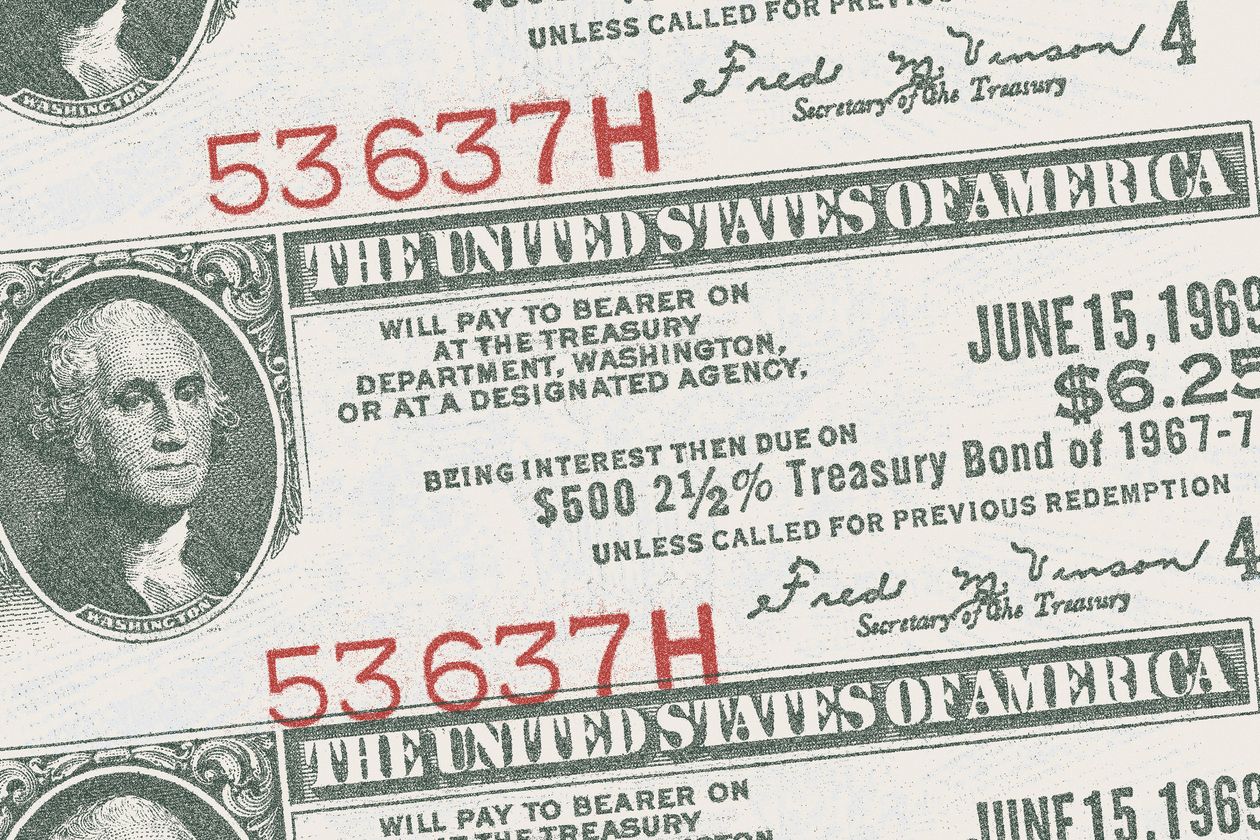 UNLESS CALLED FOR
Fred M. Vinson 4
WASHINGTON
Secretary of the Treasury
53637H
THE UNITED STATES OF AMERICA
WILL PAY TO BEARER ON
AT THE TREASURY
DEPARTMENT, WASHINGTON,
OR AT A DESIGNATED AGENCY,
JUNE 15, 1969
$6.25
BEING INTEREST THEN DUE ON
$500 2½% Treasury Bond of 1967-7
UNLESS CALLED FOR PREVIOUS REDEMPTION
Fred M. Vinson 4
WASHINGTON
Secretary of the Treasury
53637H
THE UNITED STATES OF AMERICA
WILL PAY TO BEARER ON
AT THE TREASURY
JUNE 15, 1969